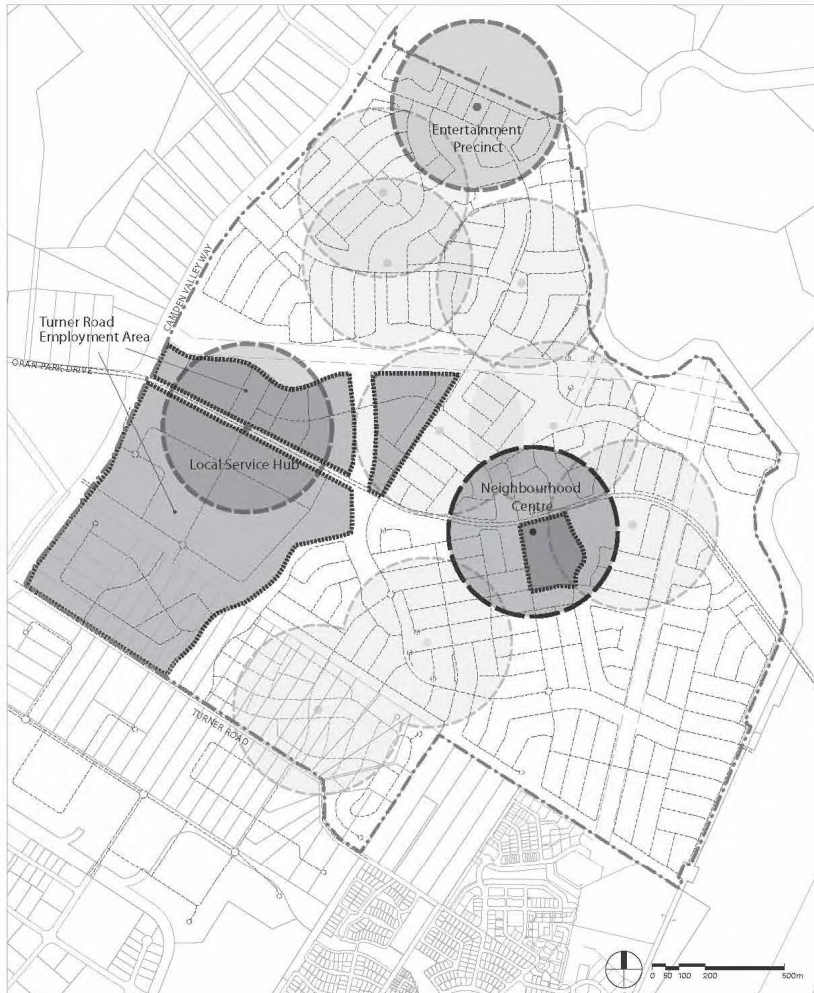 Entertainment
Precinct
CAMDEN VALLEY WAY
Turner Road
Employment Area
ORAN PARK DRIVE
Local Service Hub
Neighbourhood
Centre
TURNER ROAD
0 50 100 200 500m